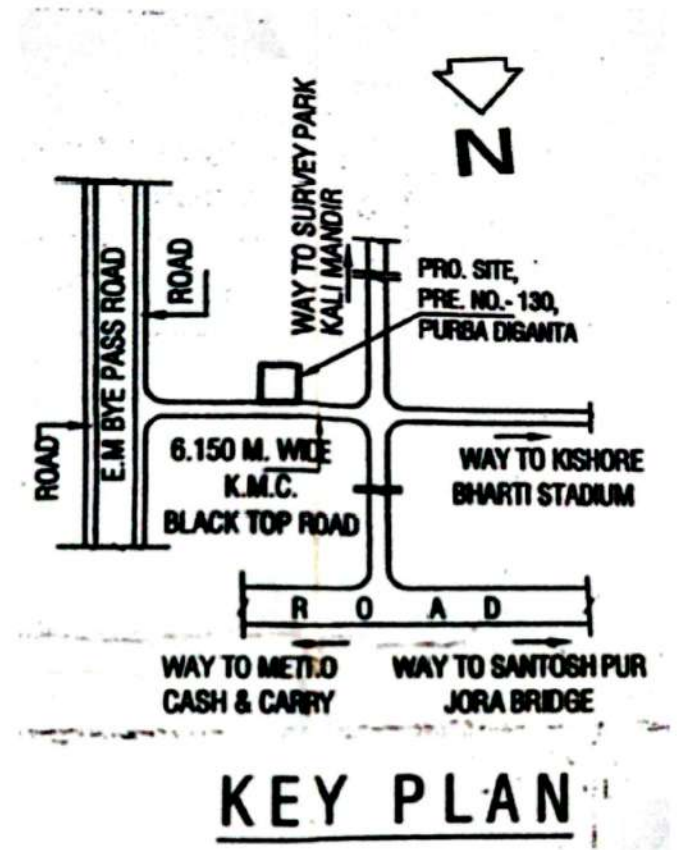 N
WAY TO SURVEY PARK
KALI MANDIR
ROAD
E.M BYE PASS ROAD
ROAD
PRO. SITE,
PRE. NO.- 130,
PURBA DIGANTA
6.150 M. WIDE
K.M.C.
BLACK TOP ROAD
WAY TO KISHORE
BHARTI STADIUM
R O A D
WAY TO METRO
CASH & CARRY
WAY TO SANTOSH PUR
JORA BRIDGE
KEY PLAN